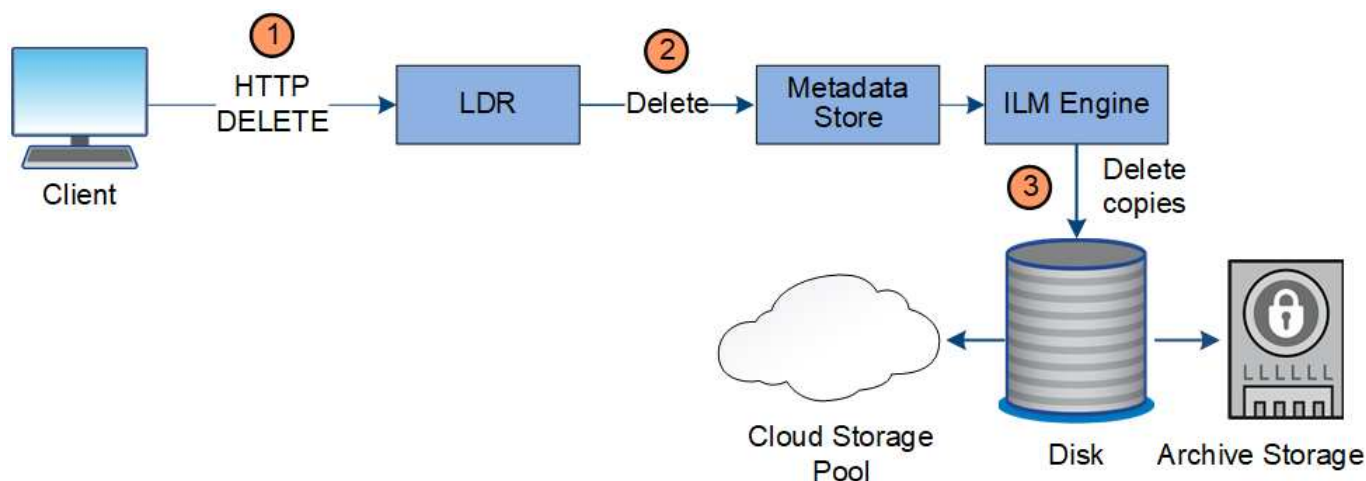 1
HTTP
DELETE
Client
LDR
2
Delete
Metadata
Store
ILM Engine
3
Delete
copies
Cloud Storage
Pool
Disk
LLLLLL
Archive Storage